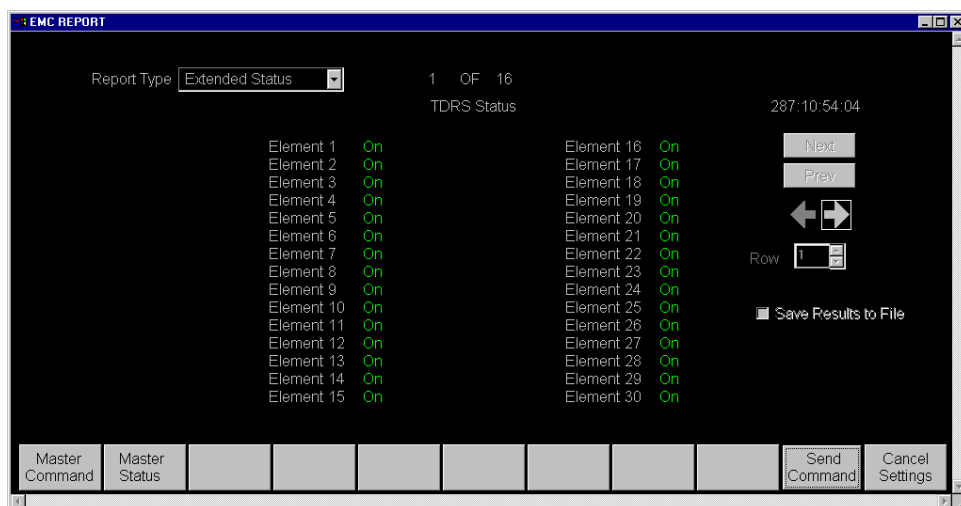 EMC REPORT
Report Type Extended Status 1 OF 16
TDRS Status 287:10:54:04
Element 1 On Element 16 On Next
Element 2 On Element 17 On
Element 3 On Element 18 On Prev
Element 4 On Element 19 On
Element 5 On Element 20 On
Element 6 On Element 21 On
Element 7 On Element 22 On Row 1
Element 8 On Element 23 On
Element 9 On Element 24 On
Element 10 On Element 25 On Save Results to File
Element 11 On Element 26 On
Element 12 On Element 27 On
Element 13 On Element 28 On
Element 14 On Element 29 On
Element 15 On Element 30 On
Master Command Master Status Send Command Cancel Settings